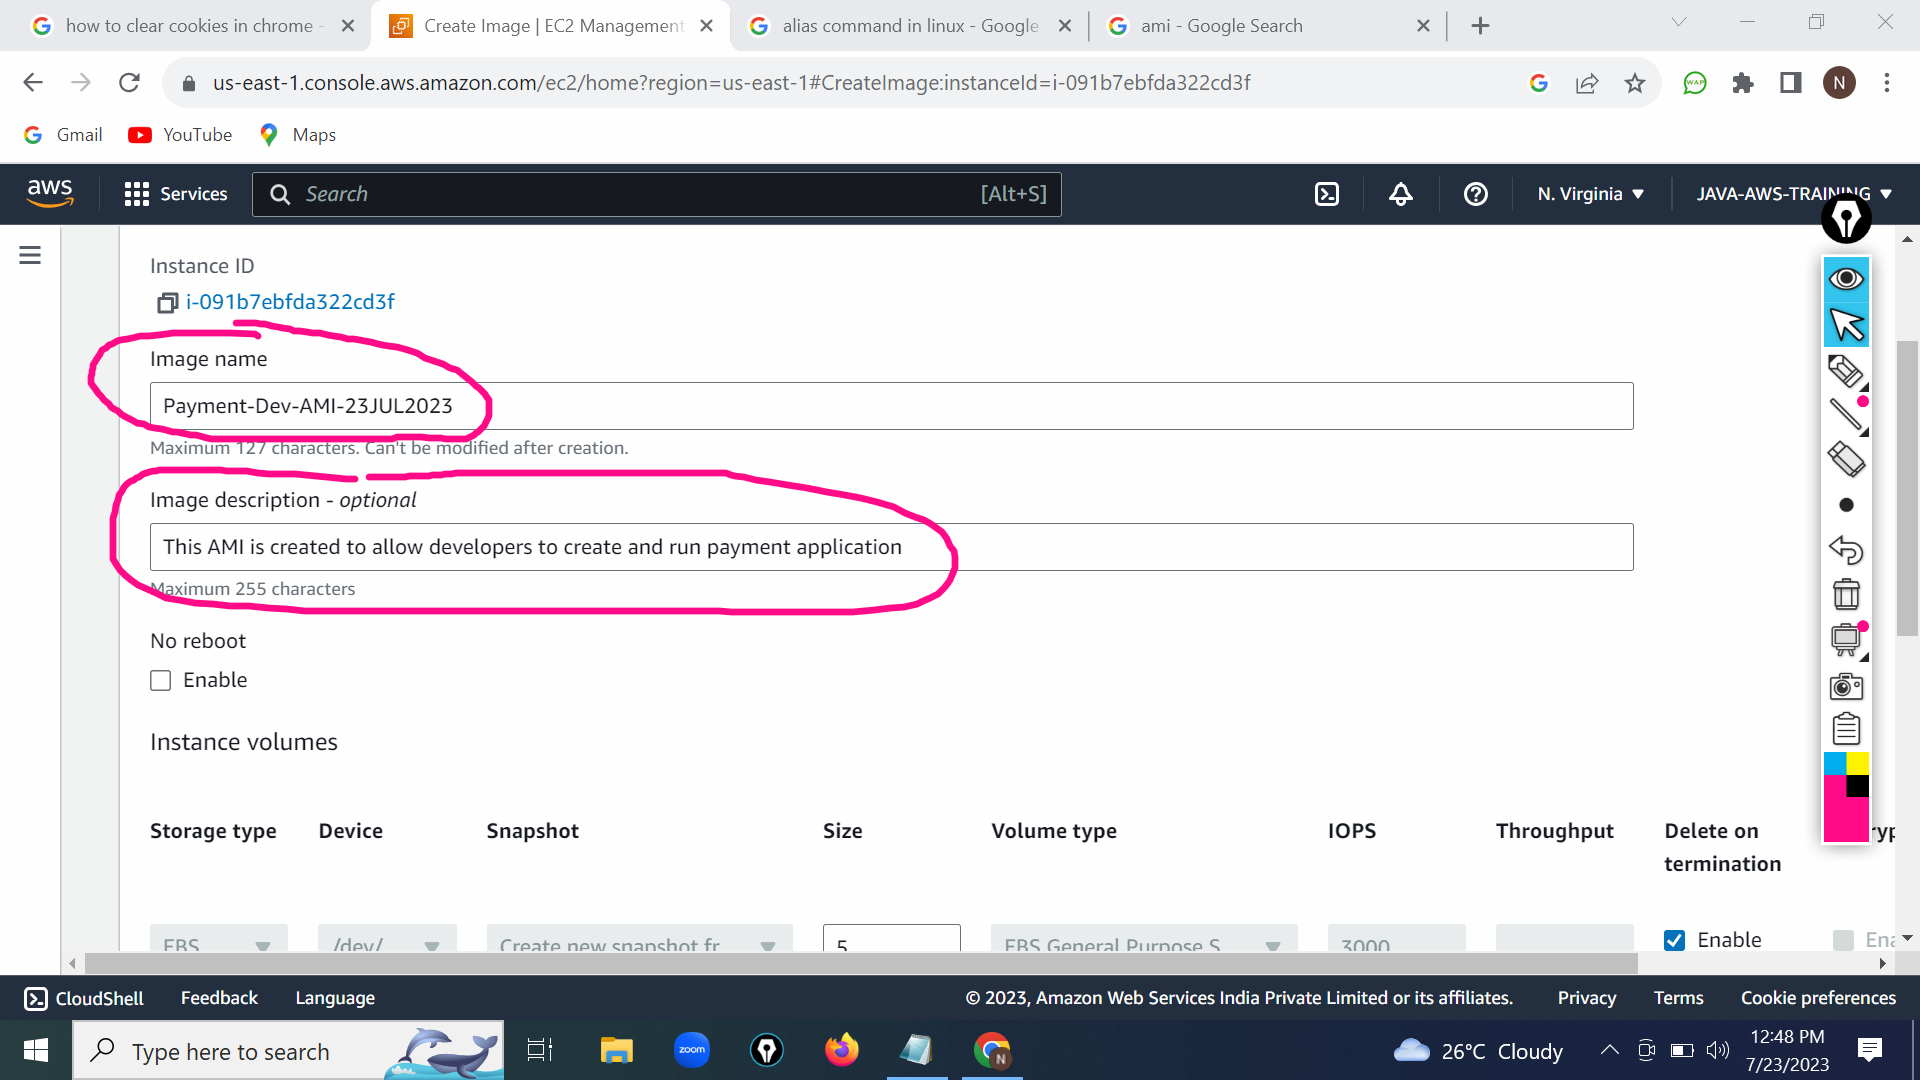 how to clear cookies in chrome -
Create Image | EC2 Management
alias command in linux - Google
ami - Google Search
us-east-1.console.aws.amazon.com/ec2/home?region=us-east-1#CreateImage:instanceId=i-091b7ebfda322cd3f
N
Gmail
YouTube
Maps
aws
Services
Search
[Alt+S]
N. Virginia
JAVA-AWS-TRAINING
Instance ID
i-091b7ebfda322cd3f
Image name
Payment-Dev-AMI-23JUL2023
Maximum 127 characters. Can't be modified after creation.
Image description - optional
This AMI is created to allow developers to create and run payment application
Maximum 255 characters
No reboot
Enable
Instance volumes
Storage type Device Snapshot Size Volume type IOPS Throughput Delete on
termination
EBS /dev/ Create new snapshot fr 5 EBS General Purpose S 3000 Enable
CloudShell Feedback Language © 2023, Amazon Web Services India Private Limited or its affiliates. Privacy Terms Cookie preferences
Type here to search
zoom
N
26°C Cloudy
12:48 PM
7/23/2023